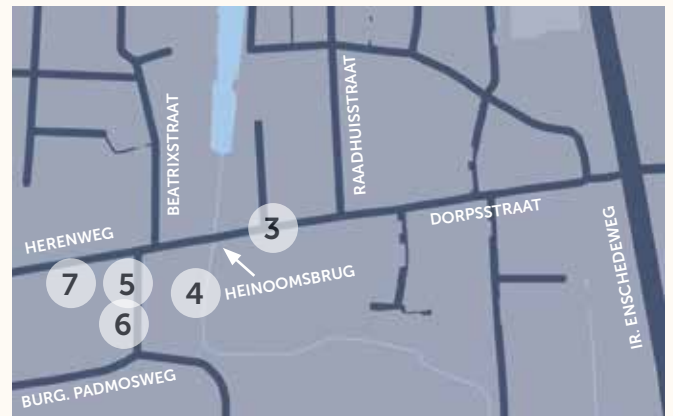 BEATRIXSTRAAT
RAADHUISSTRAAT
DORPSSTRAAT
HERENWEG
3
7
5
4
HEINOOMSBRUG
6
IR. ENSCHEDEWEG
BURG. PADMOSWEG